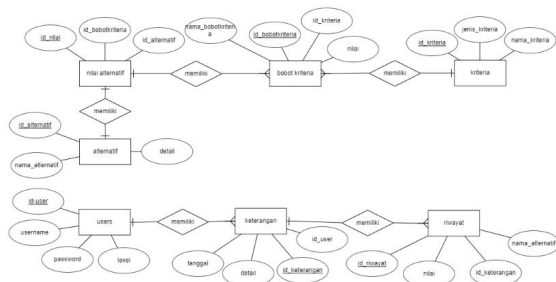 id_nilai
id_bobotkriteria
id_alternatif
nilai alternatif
memiliki
nama_bobotkriteri
a
id_bobotkriteria
id_kriteria
nilai
bobot kriteria
memiliki
id_kriteria
jenis_kriteria
nama_kriteria
kriteria
memiliki
id_alternatif
nama_alternatif
alternatif
detail
id-user
username
password
level
users
memiliki
keterangan
id_user
tanggal
detail
id_keterangan
memiliki
riwayat
nama_alternatif
id_riwayat
nilai
id_keterangan